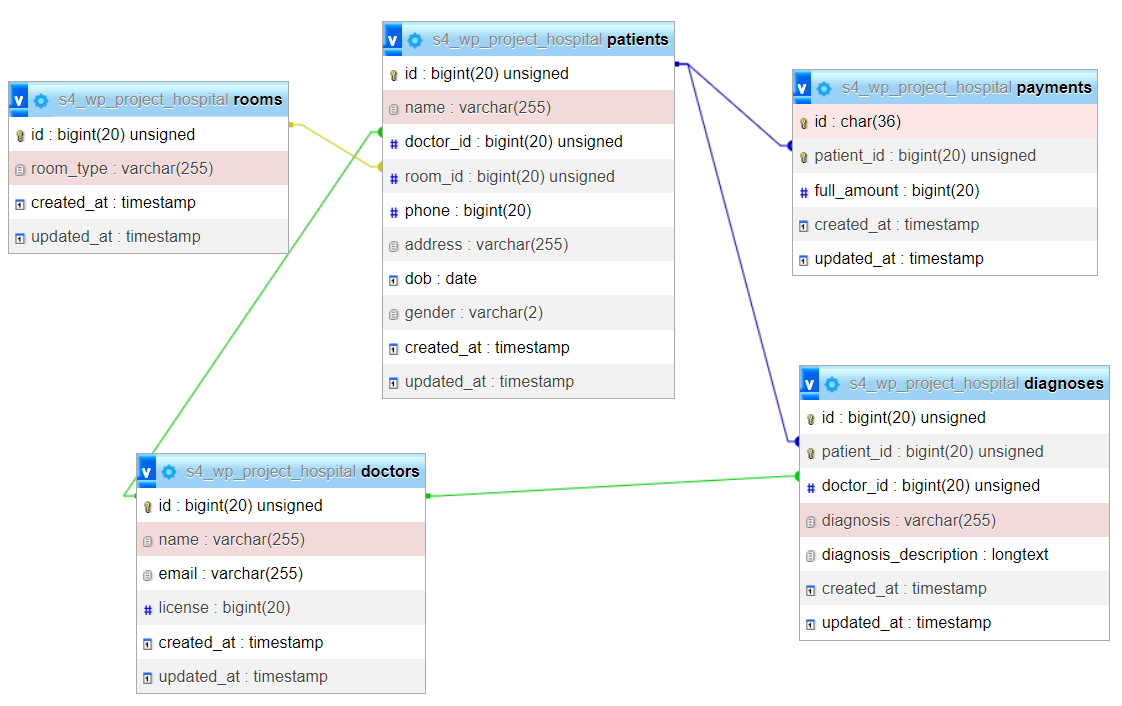 v s4_wp_project_hospital patients
id : bigint(20) unsigned
name : varchar(255)
doctor_id : bigint(20) unsigned
room_id : bigint(20) unsigned
phone : bigint(20)
address : varchar(255)
dob : date
gender : varchar(2)
created_at : timestamp
updated_at : timestamp
v s4_wp_project_hospital rooms
id : bigint(20) unsigned
room_type : varchar(255)
created_at : timestamp
updated_at : timestamp
v s4_wp_project_hospital payments
id : char(36)
patient_id : bigint(20) unsigned
full_amount : bigint(20)
created_at : timestamp
updated_at : timestamp
v s4_wp_project_hospital doctors
id : bigint(20) unsigned
name : varchar(255)
email : varchar(255)
license : bigint(20)
created_at : timestamp
updated_at : timestamp
v s4_wp_project_hospital diagnoses
id : bigint(20) unsigned
patient_id : bigint(20) unsigned
doctor_id : bigint(20) unsigned
diagnosis : varchar(255)
diagnosis_description : longtext
created_at : timestamp
updated_at : timestamp